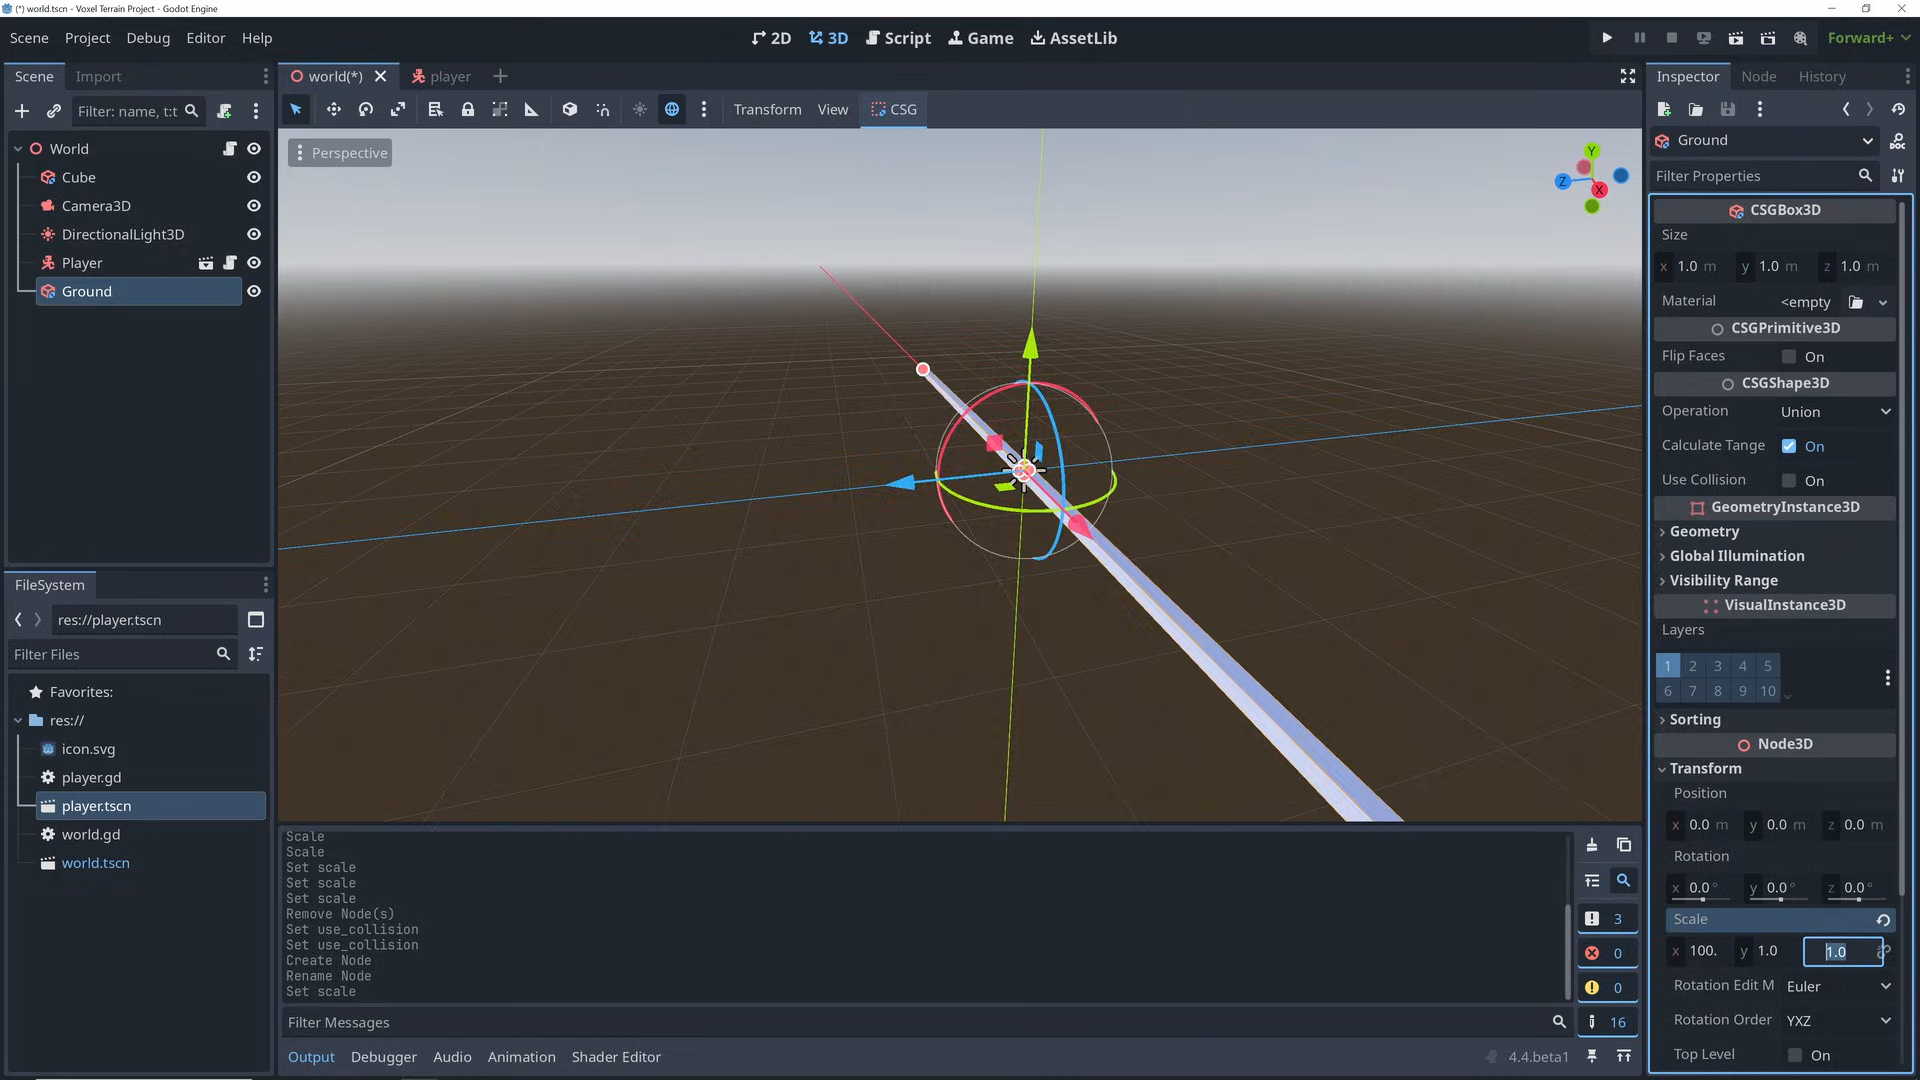 (*) world.tscn - Voxel Terrain Project - Godot Engine
Scene Project Debug Editor Help
2D 3D Script Game AssetLib
Forward+
Scene Import
world(*) player
Inspector Node History
Filter: name, t:t
Transform View CSG
Perspective
Y
Z
X
World
Cube
Camera3D
DirectionalLight3D
Player
Ground
FileSystem
res://player.tscn
Filter Files
Favorites:
res://
icon.svg
player.gd
player.tscn
world.gd
world.tscn
Scale
Scale
Set scale
Set scale
Set scale
Remove Node(s)
Set use_collision
Set use_collision
Create Node
Rename Node
Set scale
Filter Messages
3
0
0
16
Output Debugger Audio Animation Shader Editor
4.4.beta1
Ground
Filter Properties
CSGBox3D
Size
x 1.0 m y 1.0 m z 1.0 m
Material <empty
CSGPrimitive3D
Flip Faces On
CSGShape3D
Operation Union
Calculate Tange On
Use Collision On
GeometryInstance3D
Geometry
Global Illumination
Visibility Range
VisualInstance3D
Layers
1 2 3 4 5
6 7 8 9 10
Sorting
Node3D
Transform
Position
x 0.0 m y 0.0 m z 0.0 m
Rotation
x 0.0 ° y 0.0 ° z 0.0 °
Scale
x 100. y 1.0 1.0
Rotation Edit M Euler
Rotation Order YXZ
Top Level On